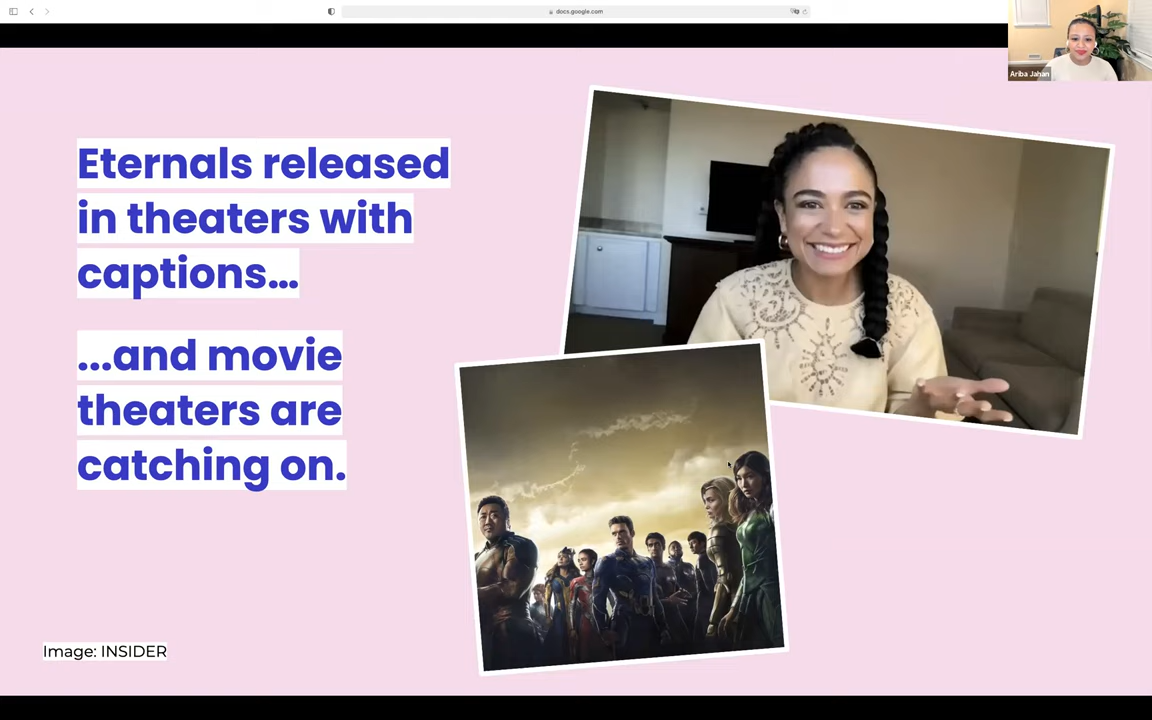 docs.google.com
Ariba Jahan
Eternals released
in theaters with
captions...
...and movie
theaters are
catching on.
Image: INSIDER